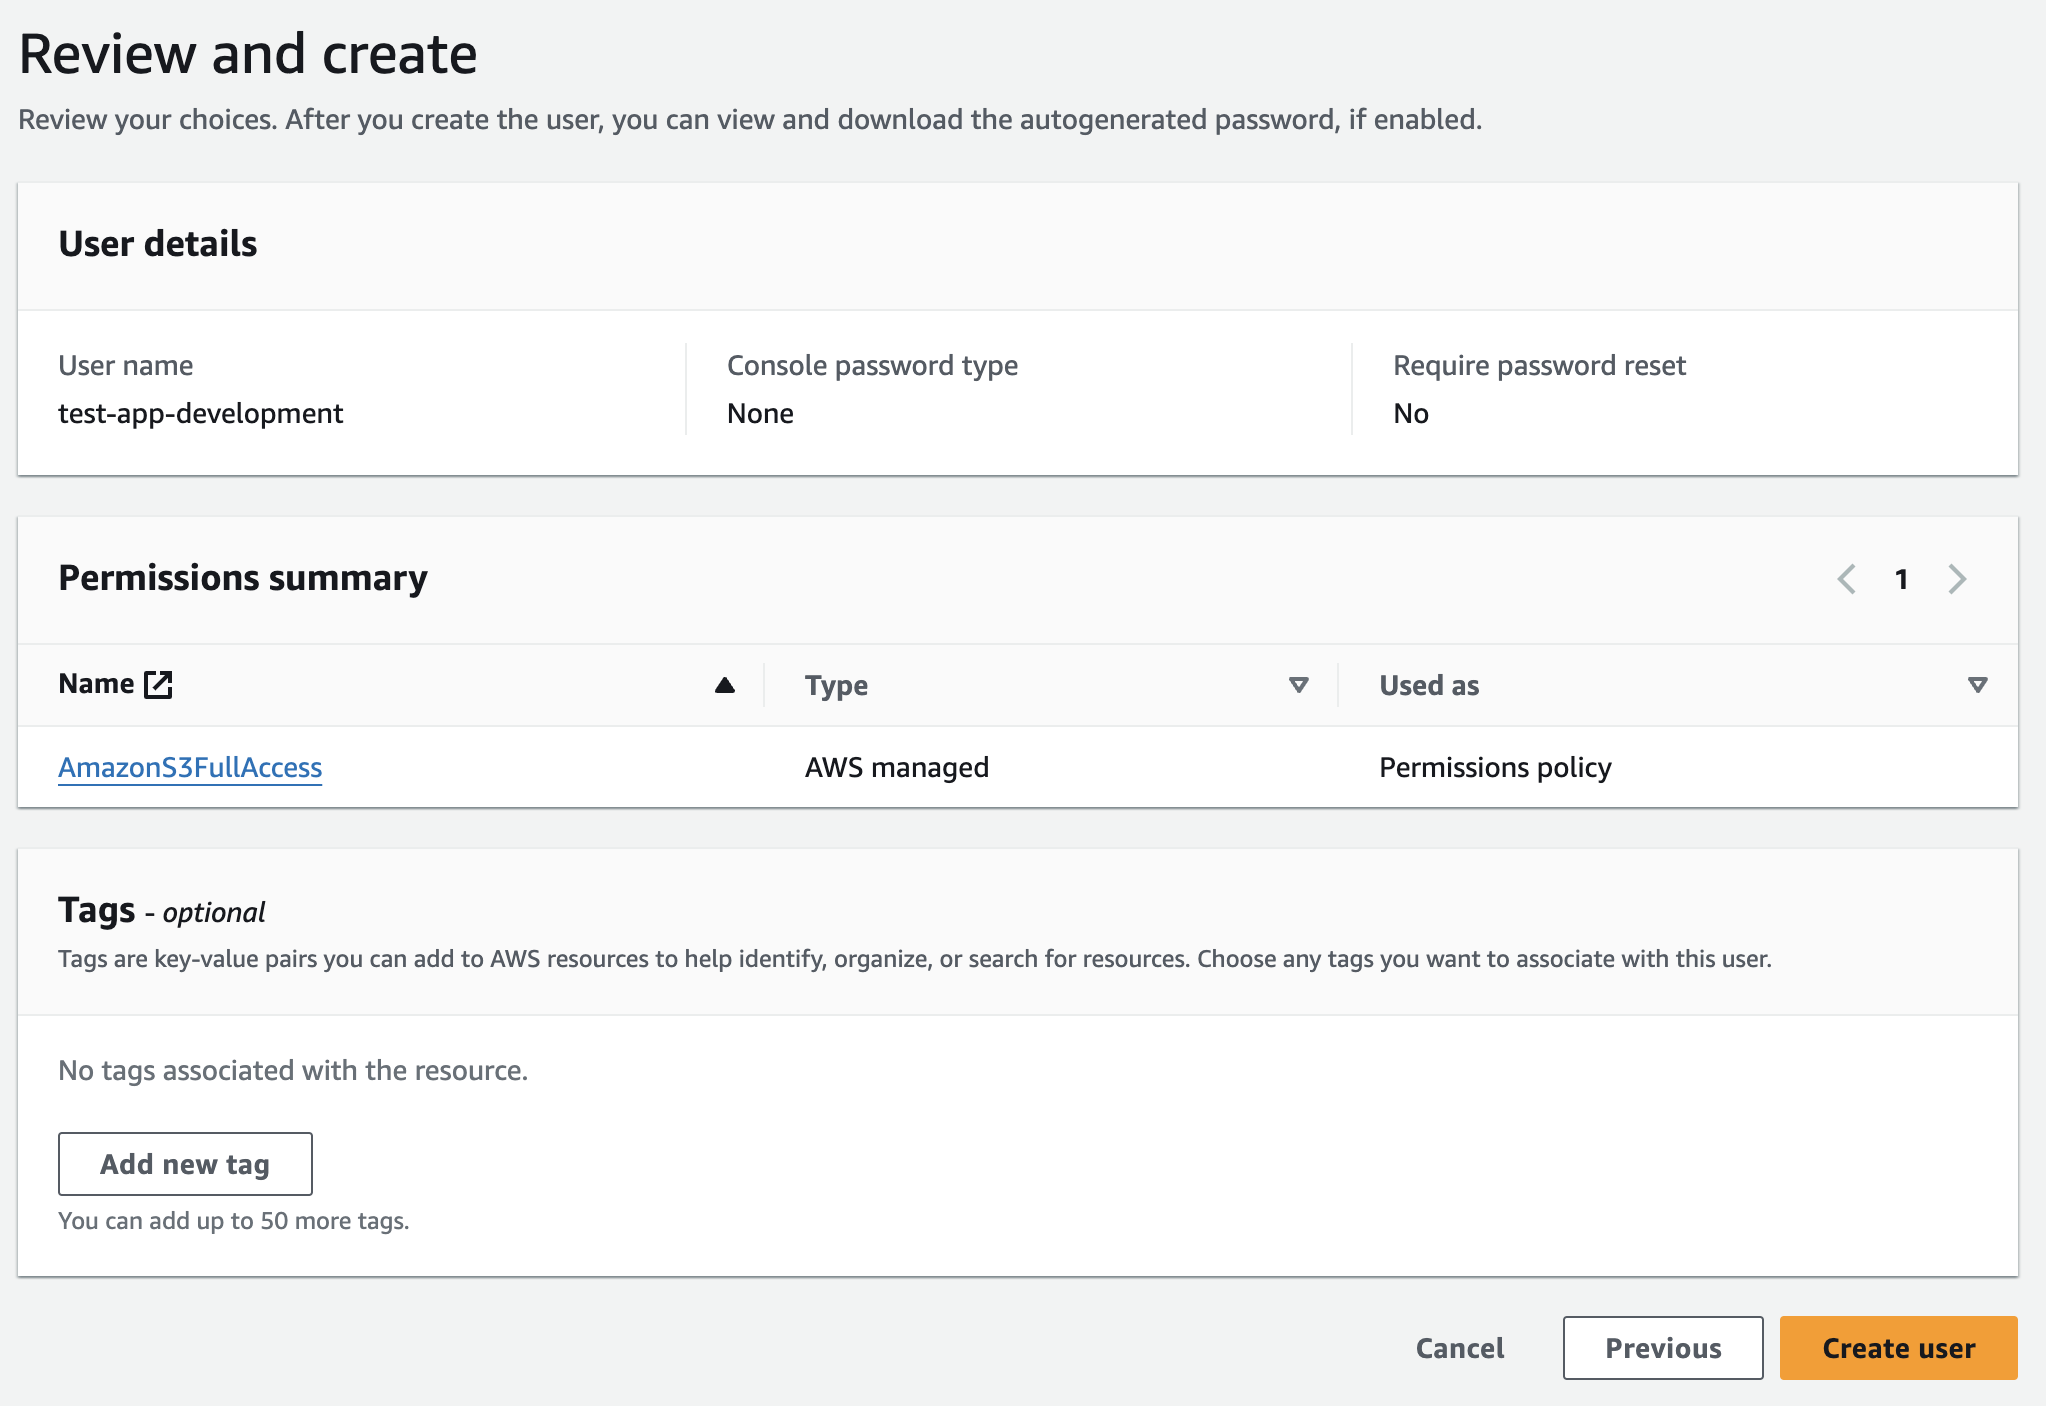 Review and create
Review your choices. After you create the user, you can view and download the autogenerated password, if enabled.
User details
User name
test-app-development
Console password type
None
Require password reset
No
Permissions summary
1
Name
Type
Used as
AmazonS3FullAccess
AWS managed
Permissions policy
Tags - optional
Tags are key-value pairs you can add to AWS resources to help identify, organize, or search for resources. Choose any tags you want to associate with this user.
No tags associated with the resource.
Add new tag
You can add up to 50 more tags.
Cancel
Previous
Create user